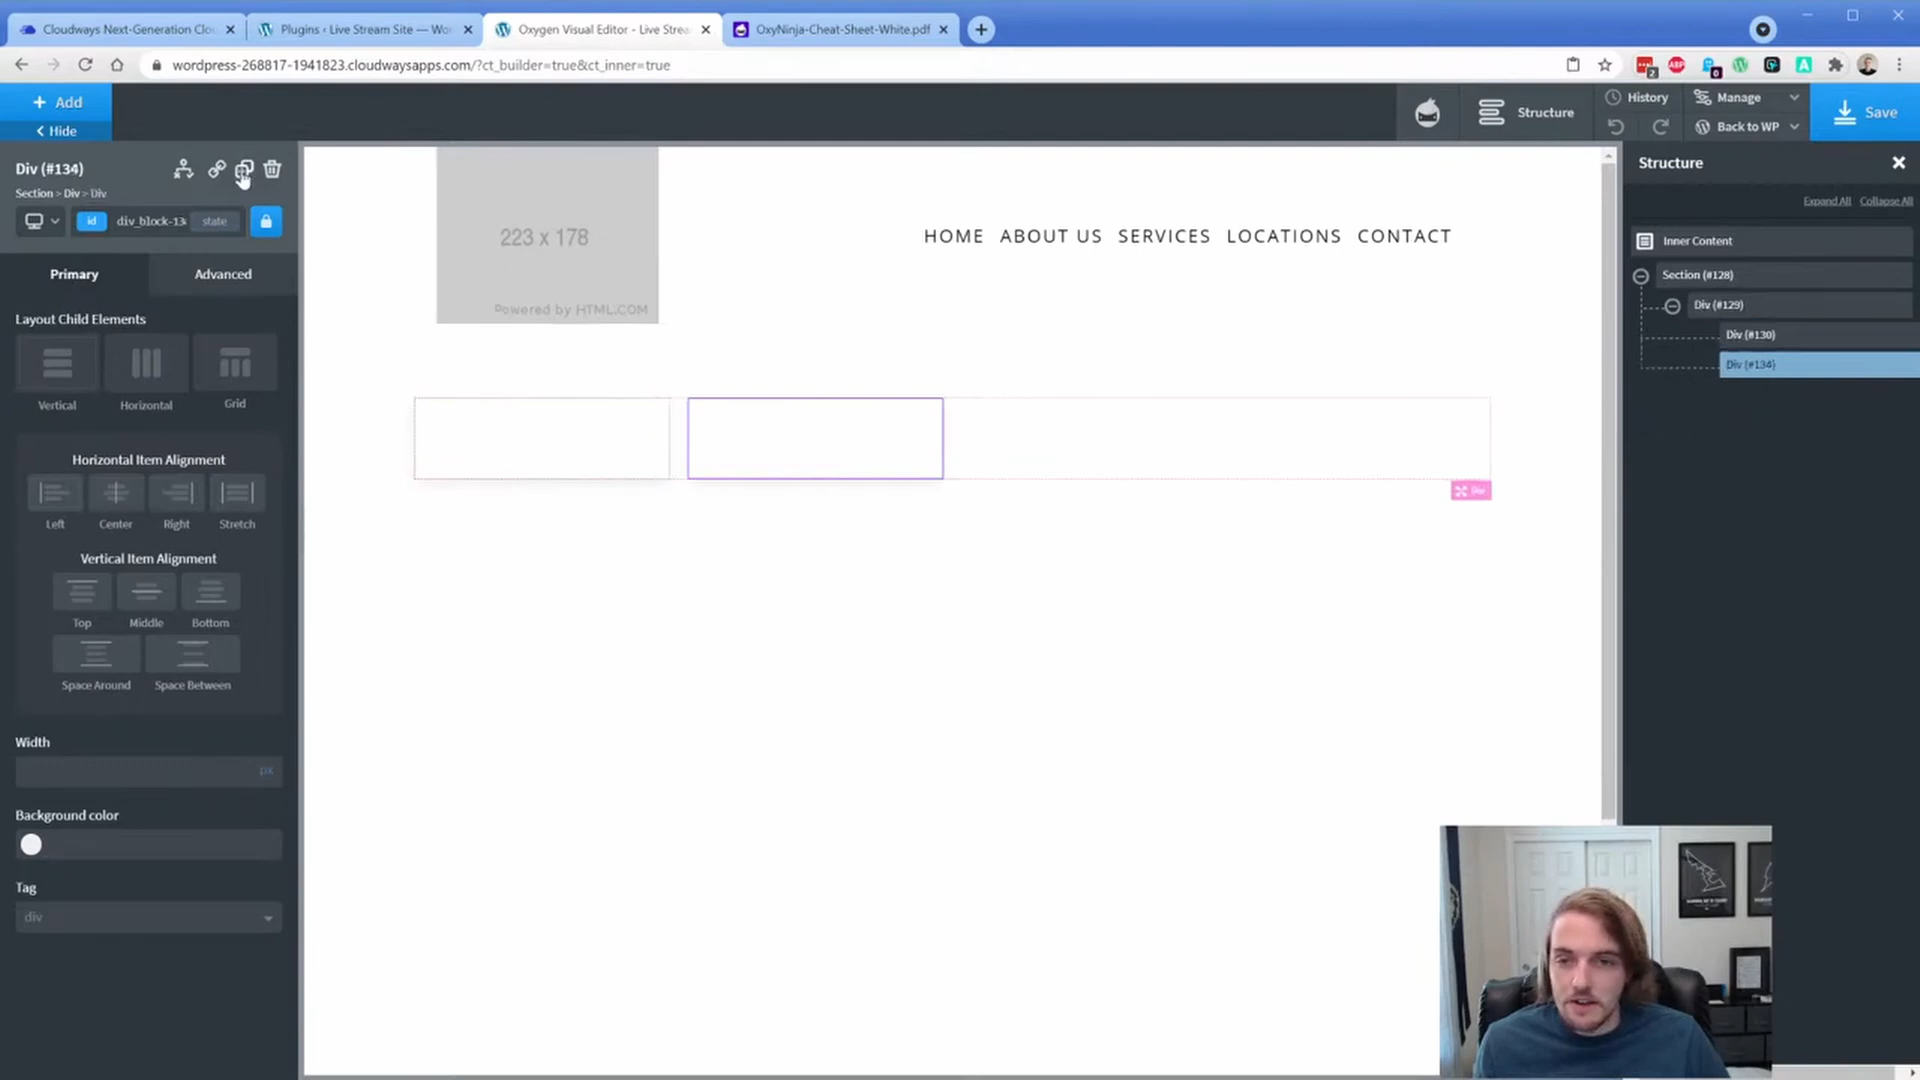 Cloudways Next-Generation Clo
Plugins ‹ Live Stream Site — Wo
Oxygen Visual Editor - Live Strea
OxyNinja-Cheat-Sheet-White.pdf
wordpress-268817-1941823.cloudwaysapps.com/?ct_builder=true&ct_inner=true
2
ABP
0
+ Add
Hide
Structure
History
Manage
Back to WP
Save
Div (#134)
Section > Div > Div
id
div_block-13
state
Primary
Advanced
Layout Child Elements
Vertical
Horizontal
Grid
Horizontal Item Alignment
Left
Center
Right
Stretch
Vertical Item Alignment
Top
Middle
Bottom
Space Around
Space Between
Width
px
Background color
Tag
div
223 x 178
Powered by HTML.COM
HOME ABOUT US SERVICES LOCATIONS CONTACT
Div
Structure
Expand All Collapse All
Inner Content
Section (#128)
Div (#129)
Div (#130)
Div (#134)